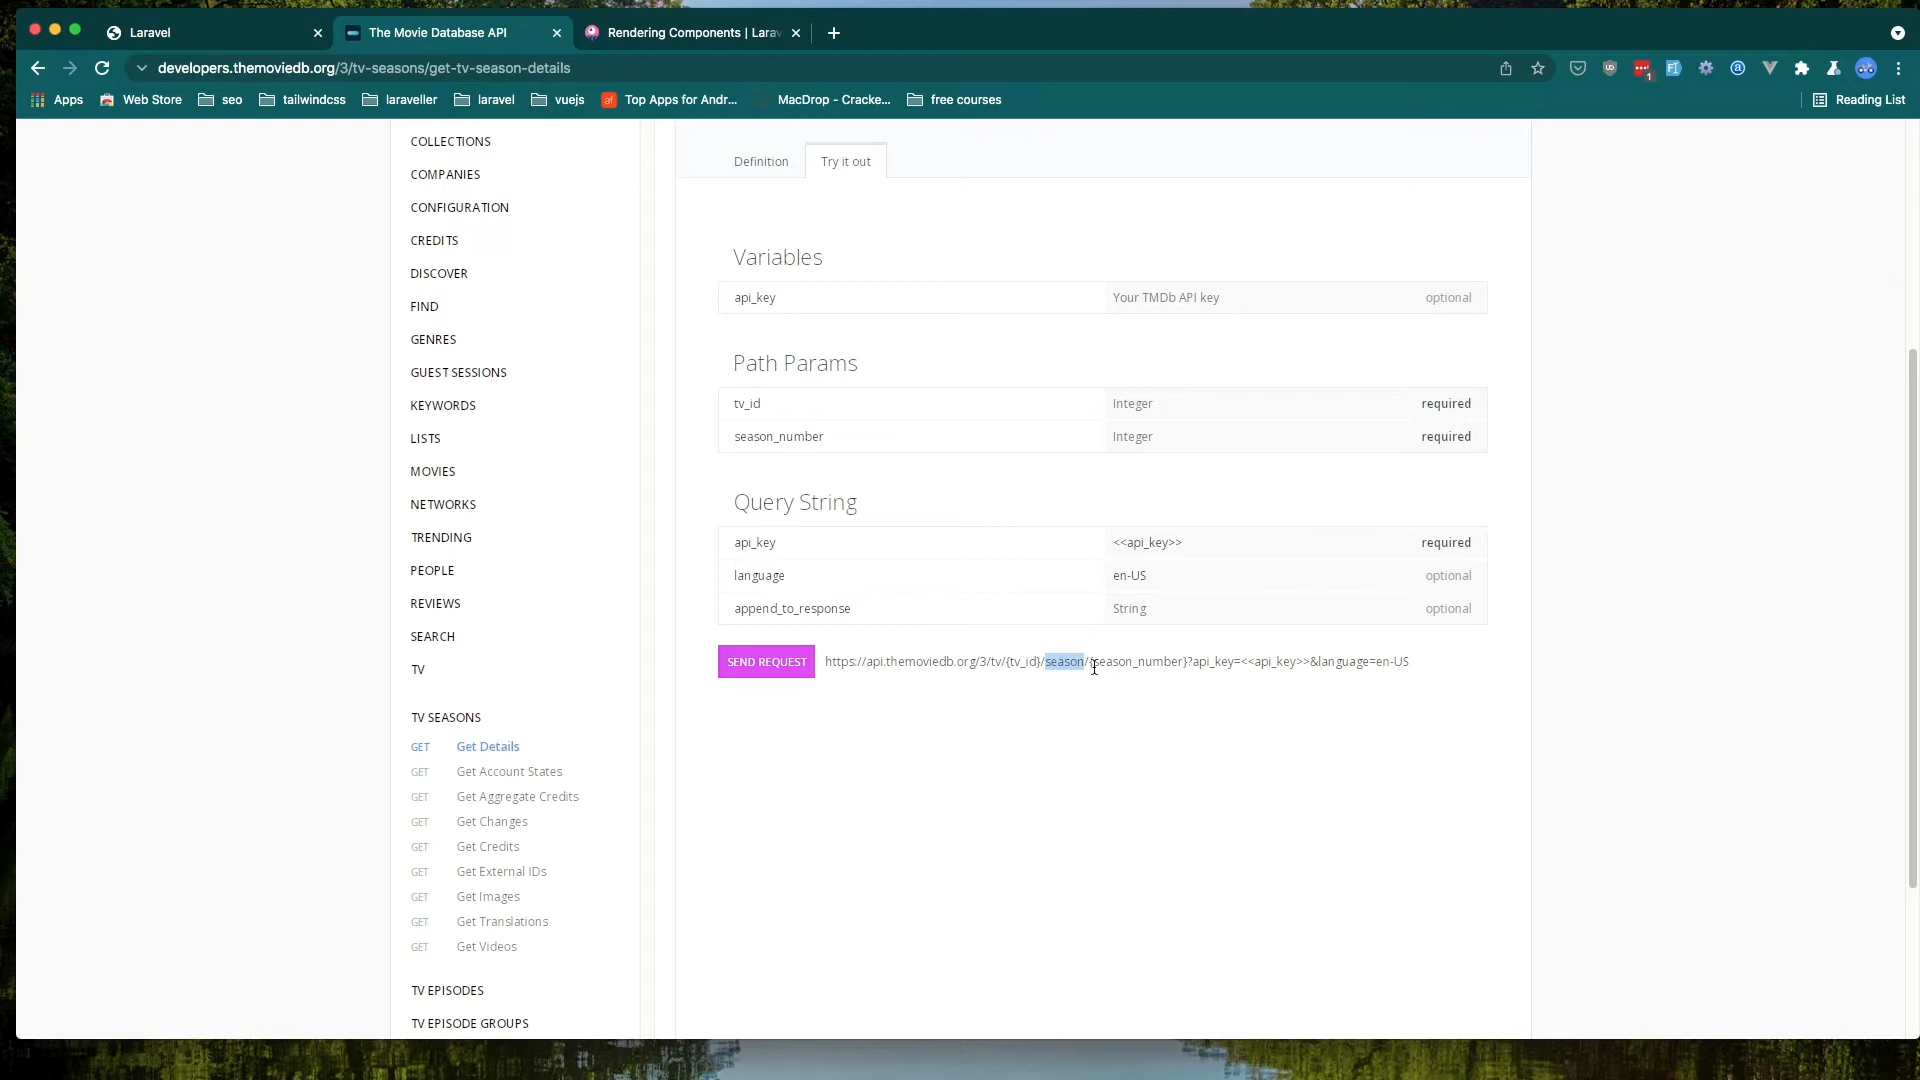 Laravel
The Movie Database API
Rendering Components | Lara
developers.themoviedb.org/3/tv-seasons/get-tv-season-details
1
Apps
Web Store
seo
tailwindcss
laraveller
laravel
vuejs
af
Top Apps for Andr...
MacDrop - Cracke...
free courses
Reading List
COLLECTIONS
COMPANIES
CONFIGURATION
CREDITS
DISCOVER
FIND
GENRES
GUEST SESSIONS
KEYWORDS
LISTS
MOVIES
NETWORKS
TRENDING
PEOPLE
REVIEWS
SEARCH
TV
TV SEASONS
GET Get Details
GET Get Account States
GET Get Aggregate Credits
GET Get Changes
GET Get Credits
GET Get External IDs
GET Get Images
GET Get Translations
GET Get Videos
TV EPISODES
TV EPISODE GROUPS
Definition
Try it out
Variables
api_key Your TMDb API key optional
Path Params
tv_id Integer required
season_number Integer required
Query String
api_key <<api_key>> required
language en-US optional
append_to_response String optional
SEND REQUEST https://api.themoviedb.org/3/tv/{tv_id}/season/{season_number}?api_key=<<api_key>>&language=en-US